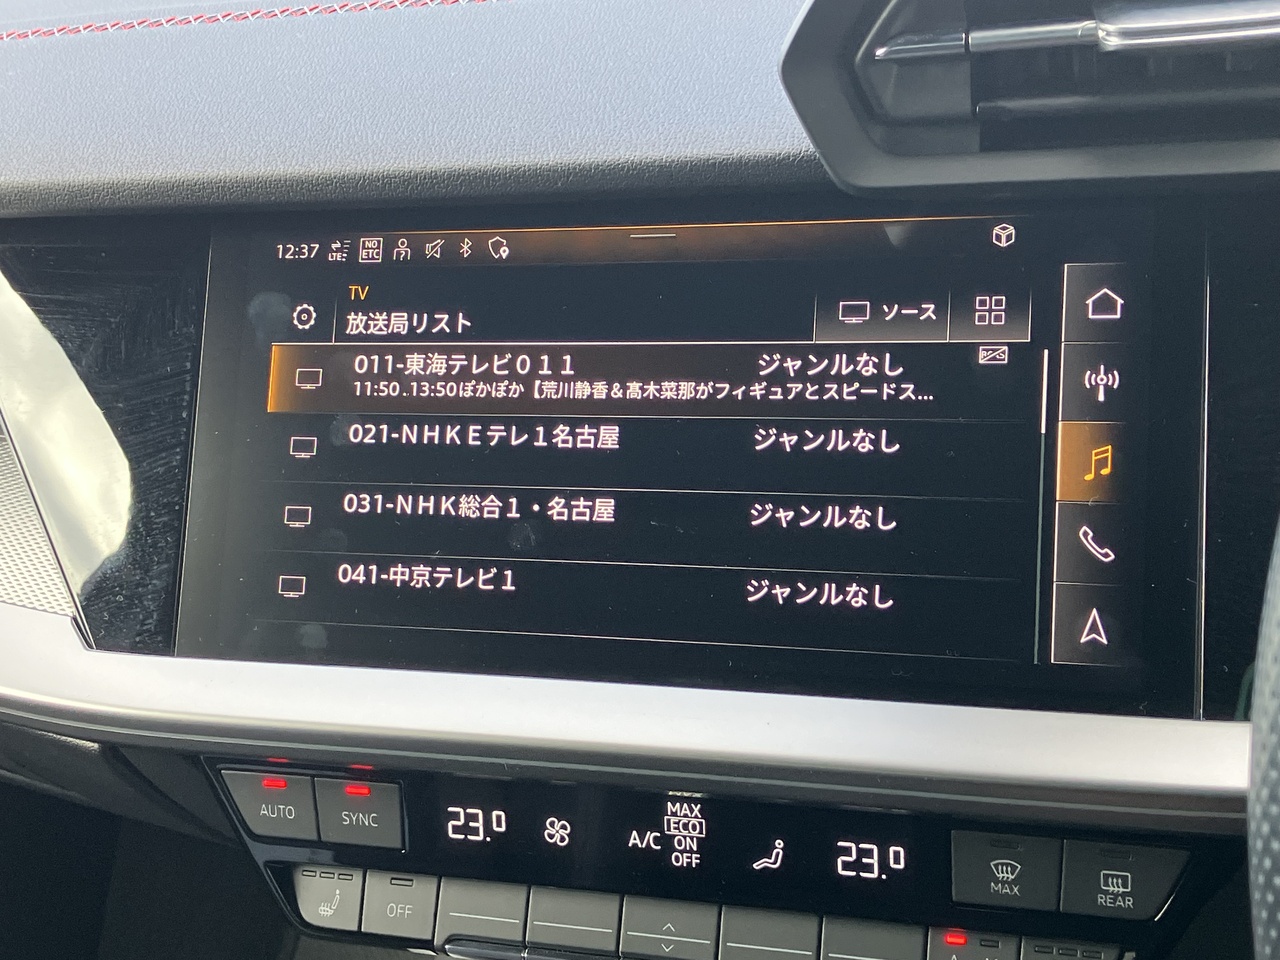 12:37 LTE NO ETC
TV
放送局リスト
ソース
011-東海テレビ011 ジャンルなし
11:50..13:50ぽかぽか【荒川静香＆髙木菜那がフィギュアとスピードス...
021-ＮＨＫＥテレ１名古屋 ジャンルなし
031-ＮＨＫ総合１・名古屋 ジャンルなし
041-中京テレビ１ ジャンルなし
AUTO
SYNC
23.0
A/C
MAX
ECO
ON
OFF
23.0
MAX
REAR
OFF